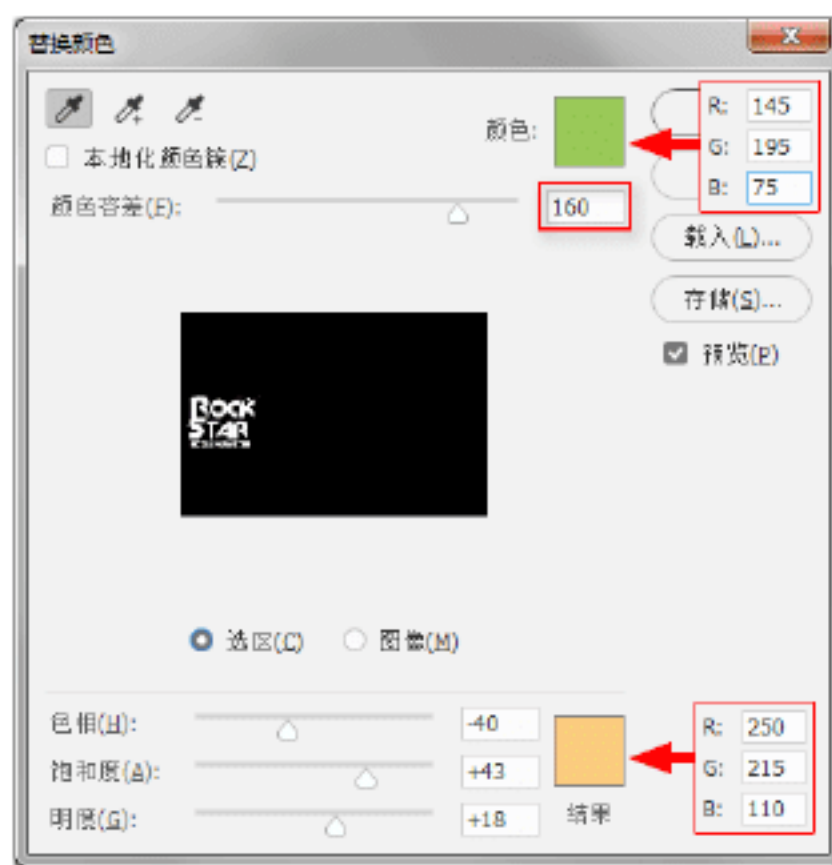 替换颜色
颜色:
R: 145
G: 195
B: 75
本地化颜色簇(Z)
颜色容差(F):
160
载入(L)...
存储(S)...
预览(P)
ROCK
STAR
选区(C)
图像(M)
色相(H):
-40
饱和度(A):
+43
明度(G):
+18
结果
R: 250
G: 215
B: 110